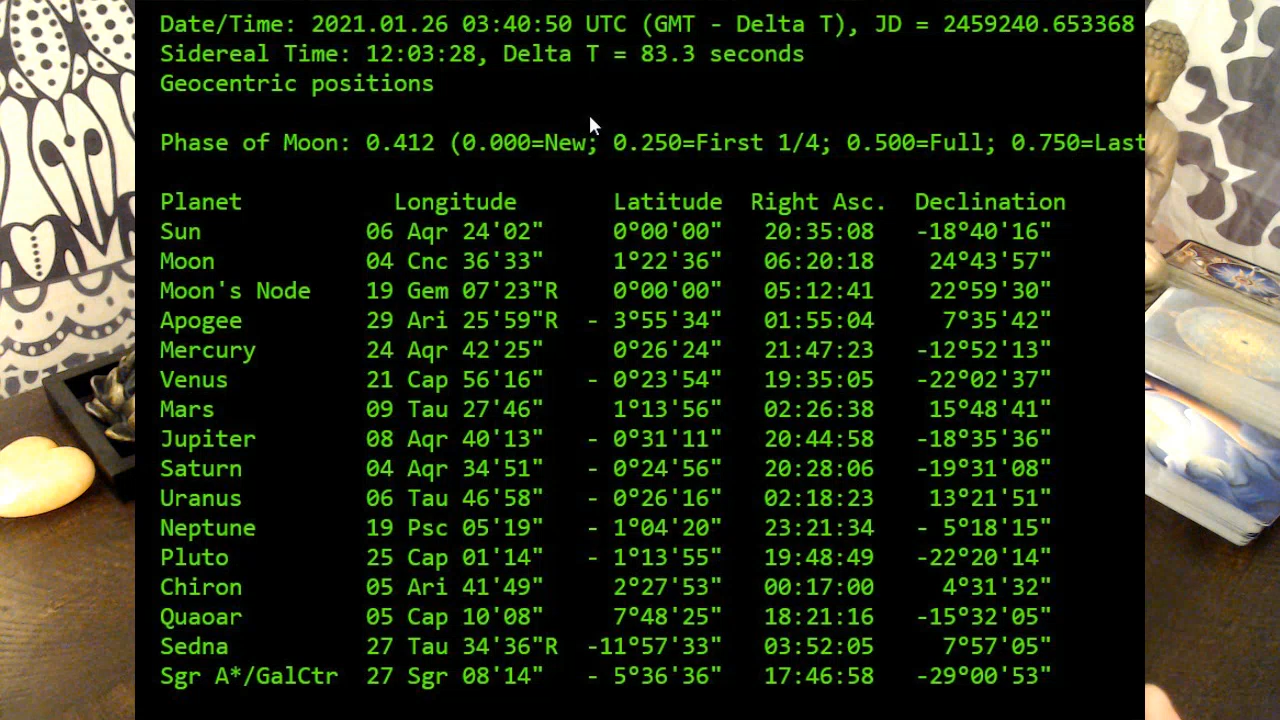 Date/Time: 2021.01.26 03:40:50 UTC (GMT - Delta T), JD = 2459240.653368
Sidereal Time: 12:03:28, Delta T = 83.3 seconds
Geocentric positions
Phase of Moon: 0.412 (0.000=New; 0.250=First 1/4; 0.500=Full; 0.750=Last
Planet Longitude Latitude Right Asc. Declination
Sun 06 Aqr 24'02" 0°00'00" 20:35:08 -18°40'16"
Moon 04 Cnc 36'33" 1°22'36" 06:20:18 24°43'57"
Moon's Node 19 Gem 07'23"R 0°00'00" 05:12:41 22°59'30"
Apogee 29 Ari 25'59"R - 3°55'34" 01:55:04 7°35'42"
Mercury 24 Aqr 42'25" 0°26'24" 21:47:23 -12°52'13"
Venus 21 Cap 56'16" - 0°23'54" 19:35:05 -22°02'37"
Mars 09 Tau 27'46" 1°13'56" 02:26:38 15°48'41"
Jupiter 08 Aqr 40'13" - 0°31'11" 20:44:58 -18°35'36"
Saturn 04 Aqr 34'51" - 0°24'56" 20:28:06 -19°31'08"
Uranus 06 Tau 46'58" - 0°26'16" 02:18:23 13°21'51"
Neptune 19 Psc 05'19" - 1°04'20" 23:21:34 - 5°18'15"
Pluto 25 Cap 01'14" - 1°13'55" 19:48:49 -22°20'14"
Chiron 05 Ari 41'49" 2°27'53" 00:17:00 4°31'32"
Quaoar 05 Cap 10'08" 7°48'25" 18:21:16 -15°32'05"
Sedna 27 Tau 34'36"R -11°57'33" 03:52:05 7°57'05"
Sgr A*/GalCtr 27 Sgr 08'14" - 5°36'36" 17:46:58 -29°00'53"